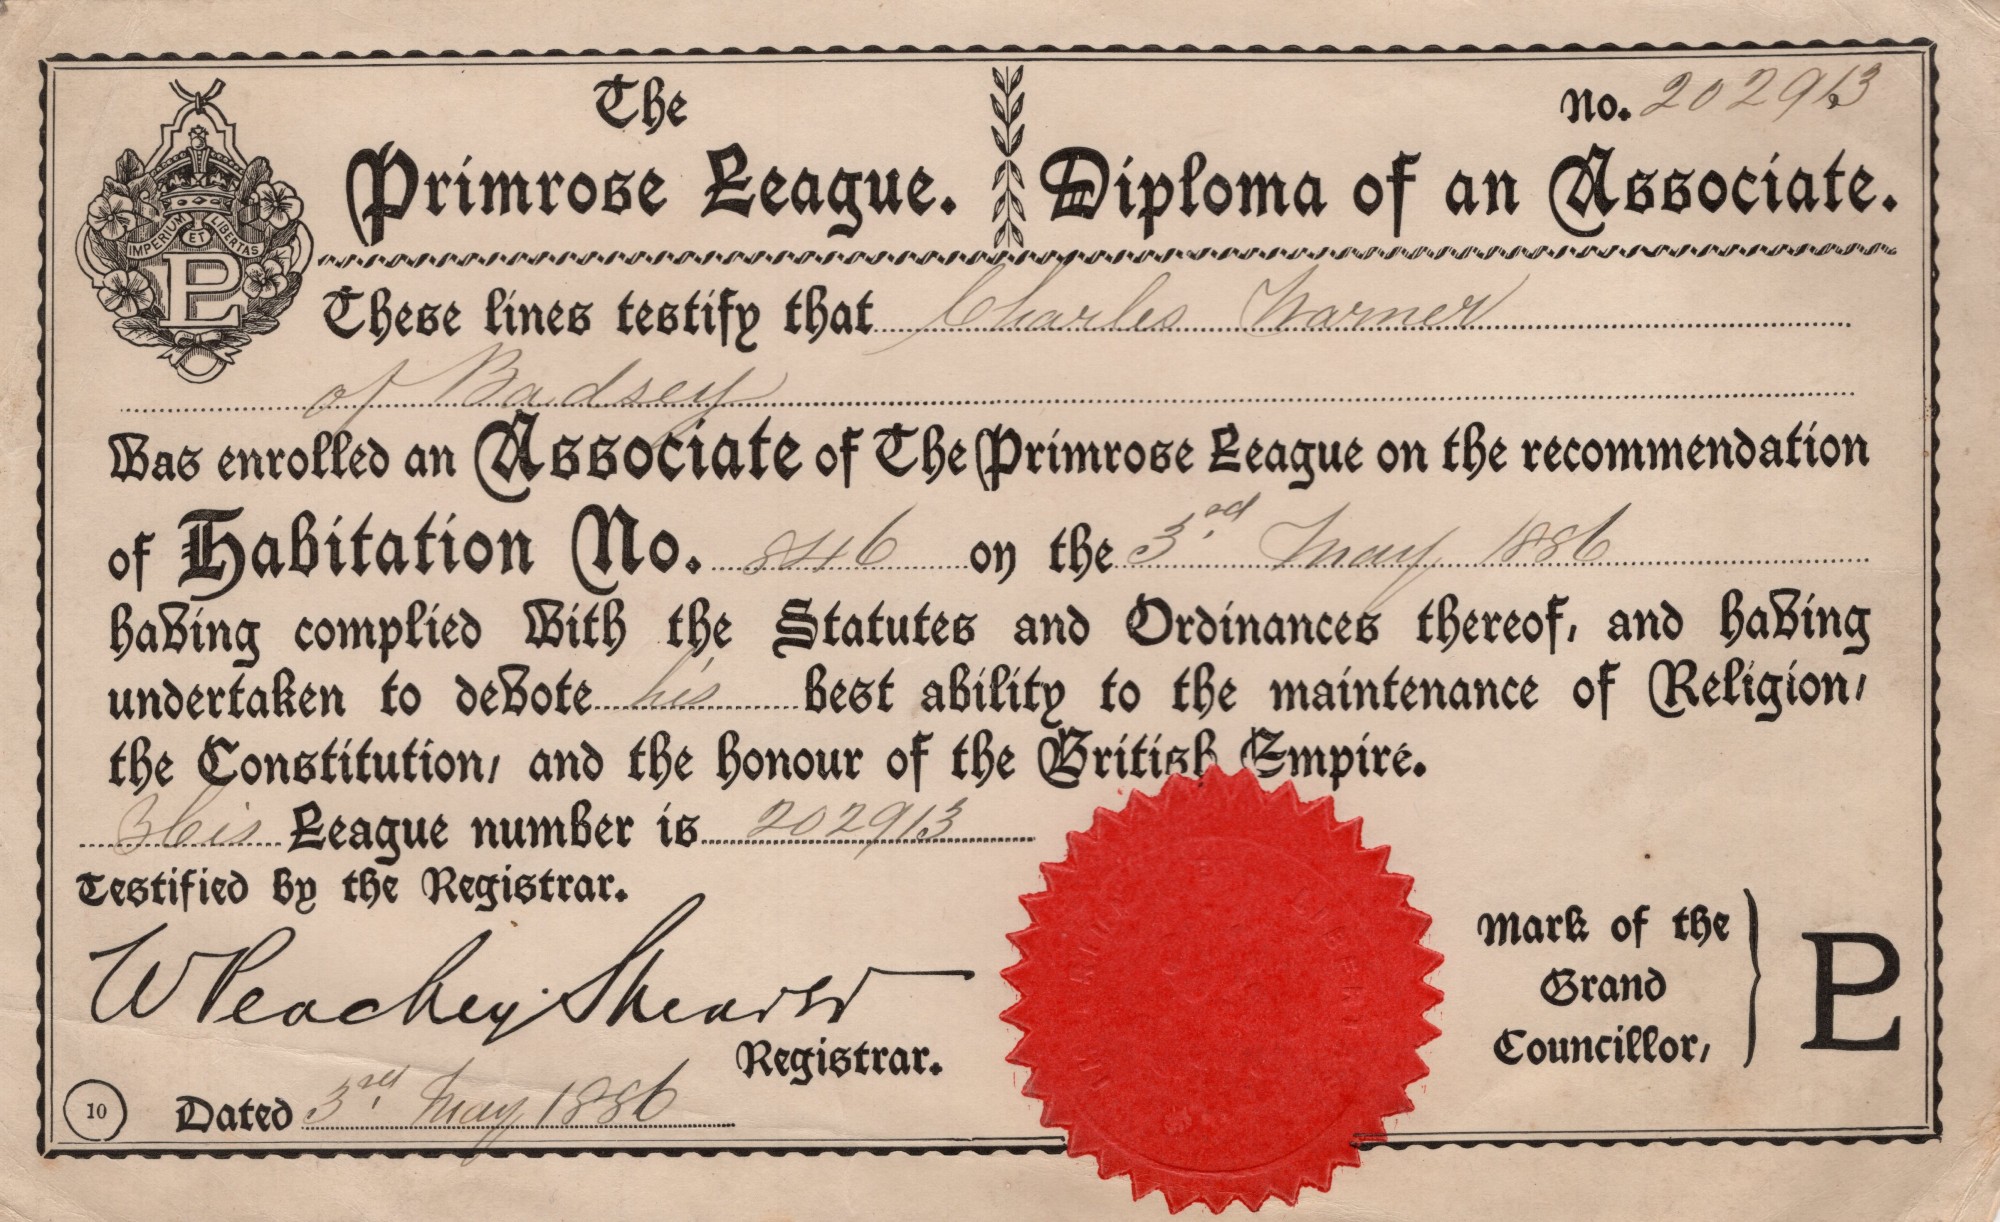 The
No. 202913
Primrose League. Diploma of an Associate.
IMPERIUM ET LIBERTAS
PL
These lines testify that Charles Warner
of Badsey
Was enrolled an Associate of The Primrose League on the recommendation
of Habitation No. 846 on the 3rd. May 1886
having complied with the Statutes and Ordinances thereof, and having
undertaken to devote his best ability to the maintenance of Religion,
the Constitution, and the honour of the British Empire.
His League number is 202913
Testified by the Registrar.
W Peachey Shearer
Registrar.
Mark of the
Grand
Councillor,
PL
10
Dated 3rd. May 1886